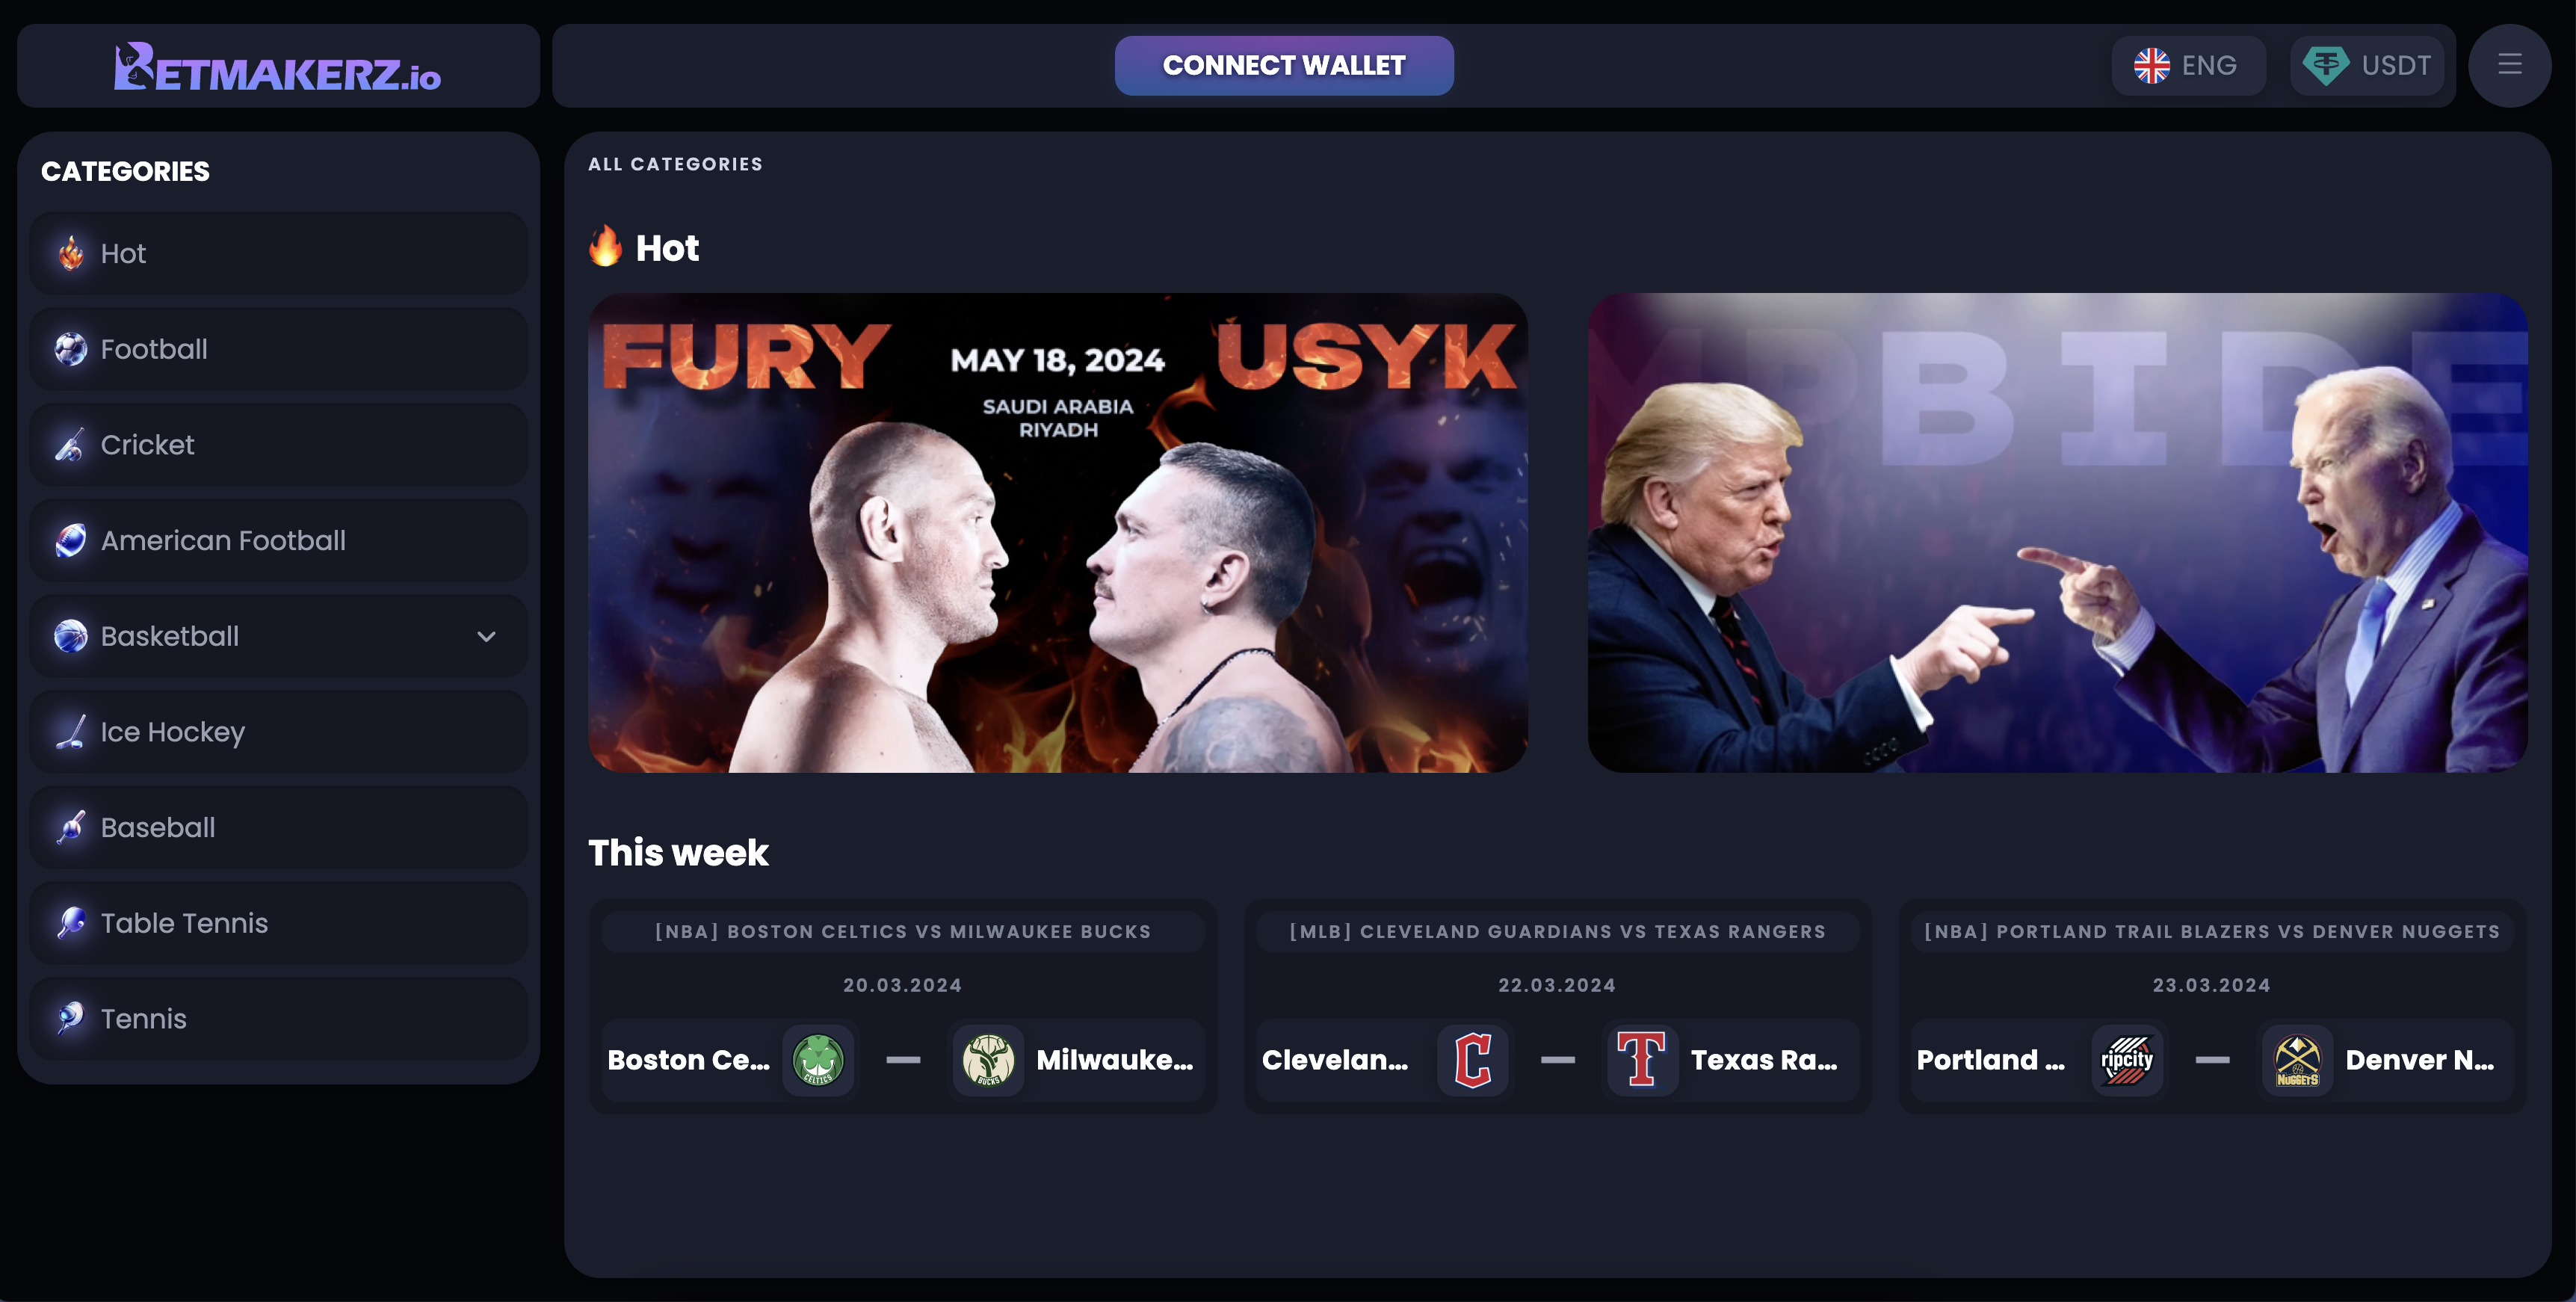 BETMAKERZ.io
CONNECT WALLET
ENG
USDT
CATEGORIES
Hot
Football
Cricket
American Football
Basketball
Ice Hockey
Baseball
Table Tennis
Tennis
ALL CATEGORIES
Hot
FURY
MAY 18, 2024
USYK
SAUDI ARABIA
RIYADH
MPBIDE
This week
[NBA] BOSTON CELTICS VS MILWAUKEE BUCKS
20.03.2024
Boston Ce...
CELTICS
BUCKS
Milwauke...
[MLB] CLEVELAND GUARDIANS VS TEXAS RANGERS
22.03.2024
Clevelan...
C
T
Texas Ra...
[NBA] PORTLAND TRAIL BLAZERS VS DENVER NUGGETS
23.03.2024
Portland ...
ripcity
NUGGETS
Denver N...